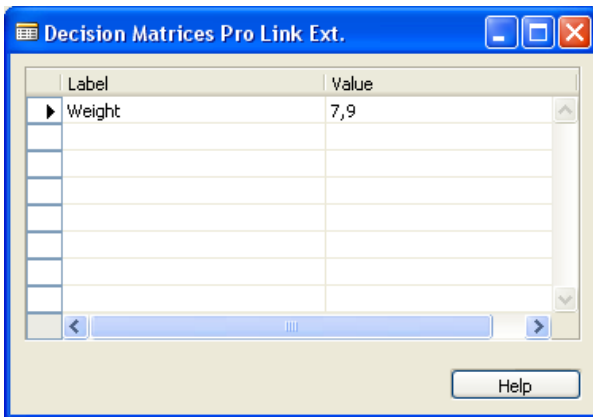 Decision Matrices Pro Link Ext.
Label Value
Weight 7,9
Help